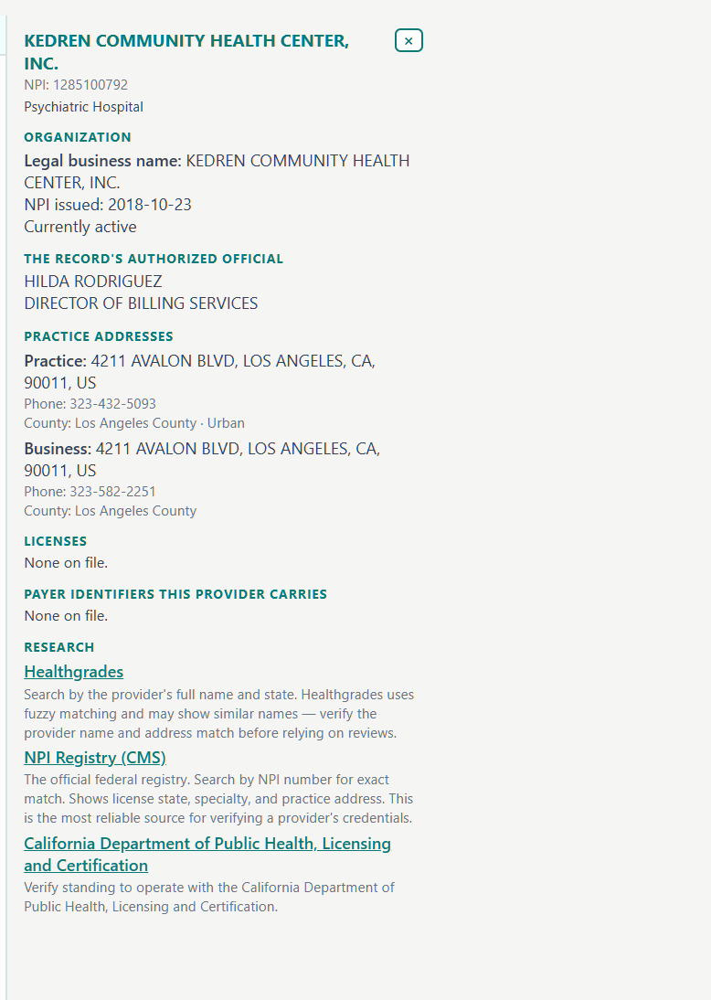 KEDREN COMMUNITY HEALTH CENTER,
INC.
×
NPI: 1285100792
Psychiatric Hospital
ORGANIZATION
Legal business name: KEDREN COMMUNITY HEALTH
CENTER, INC.
NPI issued: 2018-10-23
Currently active
THE RECORD'S AUTHORIZED OFFICIAL
HILDA RODRIGUEZ
DIRECTOR OF BILLING SERVICES
PRACTICE ADDRESSES
Practice: 4211 AVALON BLVD, LOS ANGELES, CA,
90011, US
Phone: 323-432-5093
County: Los Angeles County · Urban
Business: 4211 AVALON BLVD, LOS ANGELES, CA,
90011, US
Phone: 323-582-2251
County: Los Angeles County
LICENSES
None on file.
PAYER IDENTIFIERS THIS PROVIDER CARRIES
None on file.
RESEARCH
Healthgrades
Search by the provider's full name and state. Healthgrades uses
fuzzy matching and may show similar names — verify the
provider name and address match before relying on reviews.
NPI Registry (CMS)
The official federal registry. Search by NPI number for exact
match. Shows license state, specialty, and practice address. This
is the most reliable source for verifying a provider's credentials.
California Department of Public Health, Licensing
and Certification
Verify standing to operate with the California Department of
Public Health, Licensing and Certification.